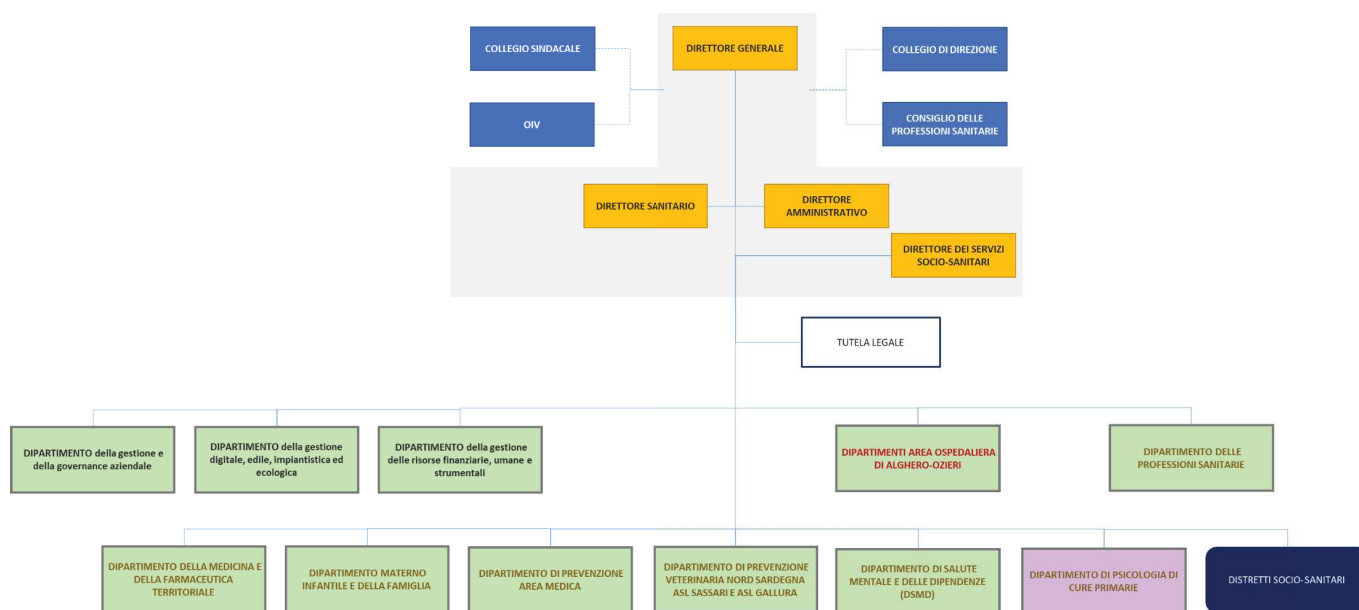 COLLEGIO SINDACALE
DIRETTORE GENERALE
COLLEGIO DI DIREZIONE
OIV
CONSIGLIO DELLE
PROFESSIONI SANITARIE
DIRETTORE SANITARIO
DIRETTORE
AMMINISTRATIVO
DIRETTORE DEI SERVIZI
SOCIO-SANITARI
TUTELA LEGALE
DIPARTIMENTO della gestione e
della governance aziendale
DIPARTIMENTO della gestione
digitale, edile, impiantistica ed
ecologica
DIPARTIMENTO della gestione
delle risorse finanziarie, umane e
strumentali
DIPARTIMENTI AREA OSPEDALIERA
DI ALGHERO-OZIERI
DIPARTIMENTO DELLE
PROFESSIONI SANITARIE
DIPARTIMENTO DELLA MEDICINA E
DELLA FARMACEUTICA
TERRITORIALE
DIPARTIMENTO MATERNO
INFANTILE E DELLA FAMIGLIA
DIPARTIMENTO DI PREVENZIONE
AREA MEDICA
DIPARTIMENTO DI PREVENZIONE
VETERINARIA NORD SARDEGNA
ASL SASSARI E ASL GALLURA
DIPARTIMENTO DI SALUTE
MENTALE E DELLE DIPENDENZE
(DSMD)
DIPARTIMENTO DI PSICOLOGIA DI
CURE PRIMARIE
DISTRETTI SOCIO-SANITARI